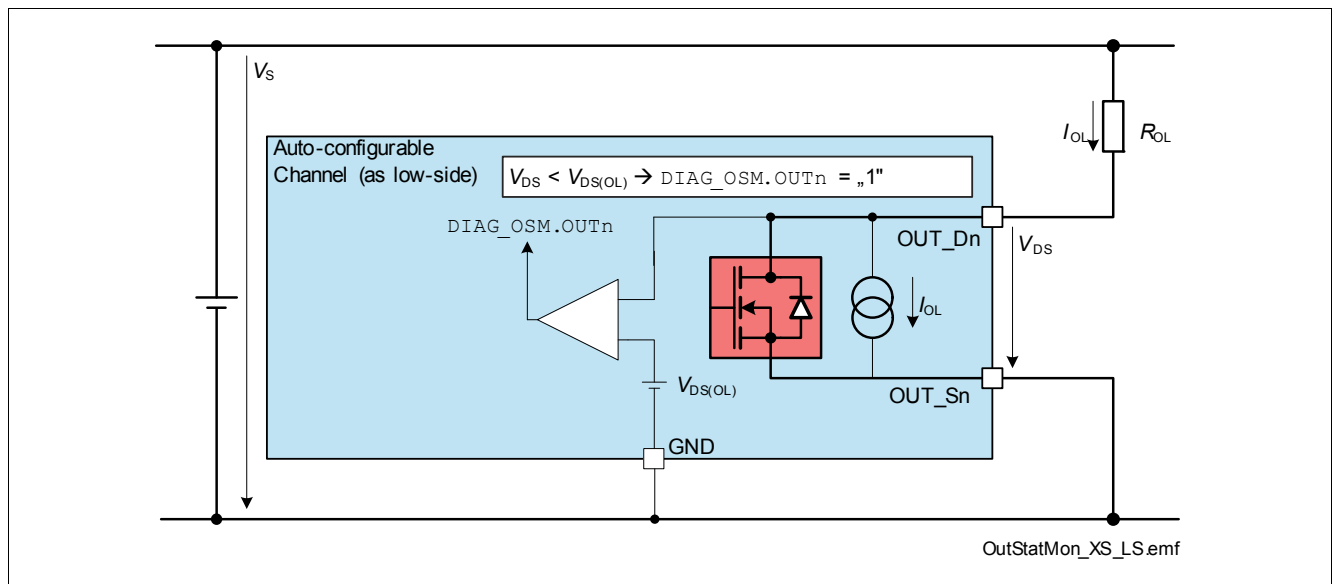 VS
Auto-configurable
Channel (as low-side)
VDS < VDS(OL) → DIAG_OSM.OUTn = „1"
IOL
ROL
DIAG_OSM.OUTn
OUT_Dn
VDS
IOL
VDS(OL)
OUT_Sn
GND
OutStatMon_XS_LS.emf